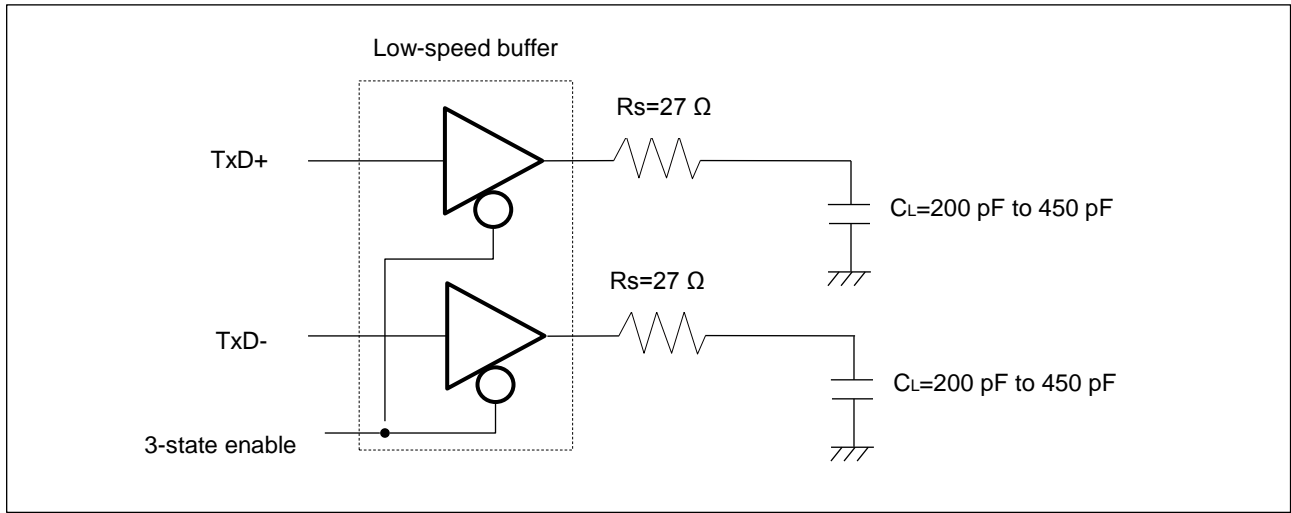 Low-speed buffer
Rs=27 Ω
TxD+
CL=200 pF to 450 pF
Rs=27 Ω
TxD-
CL=200 pF to 450 pF
3-state enable